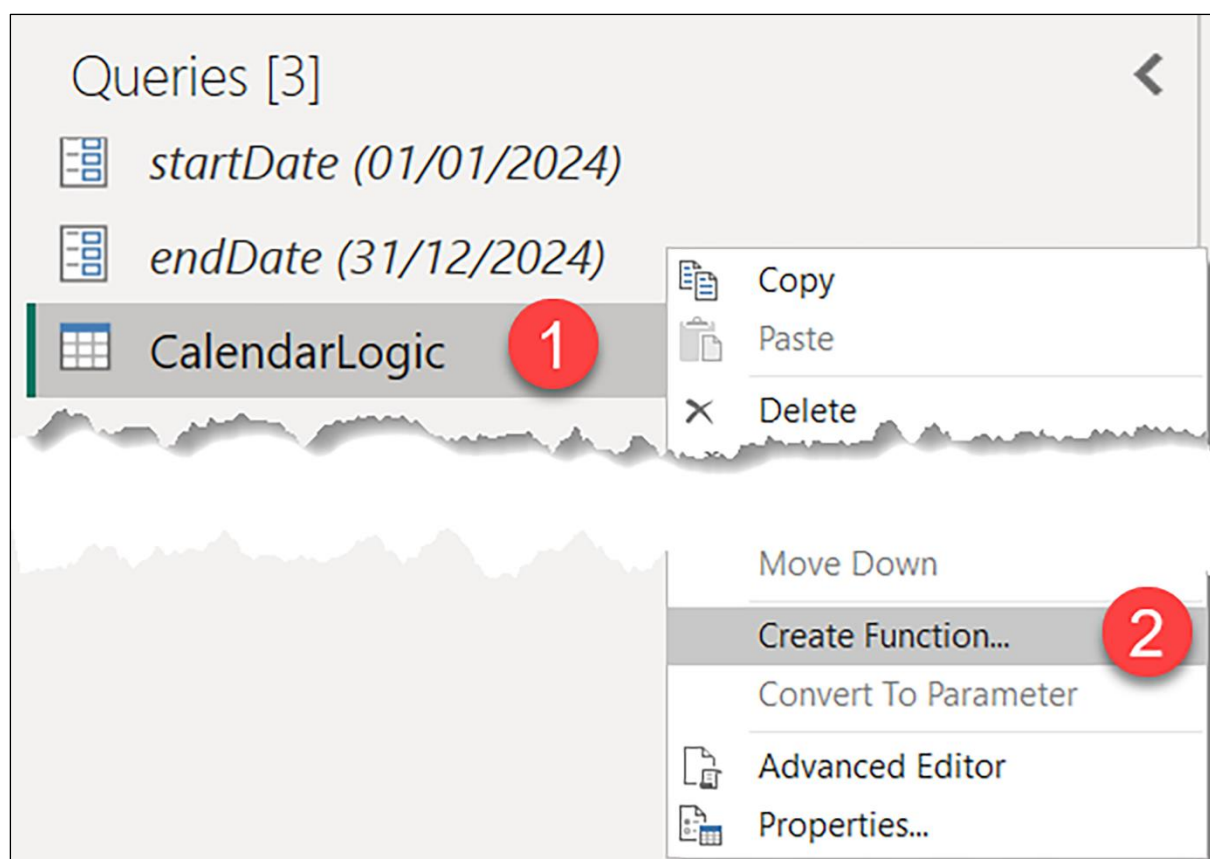 Queries [3]
startDate (01/01/2024)
endDate (31/12/2024)
CalendarLogic 1
Copy
Paste
Delete
Move Down
Create Function... 2
Convert To Parameter
Advanced Editor
Properties...